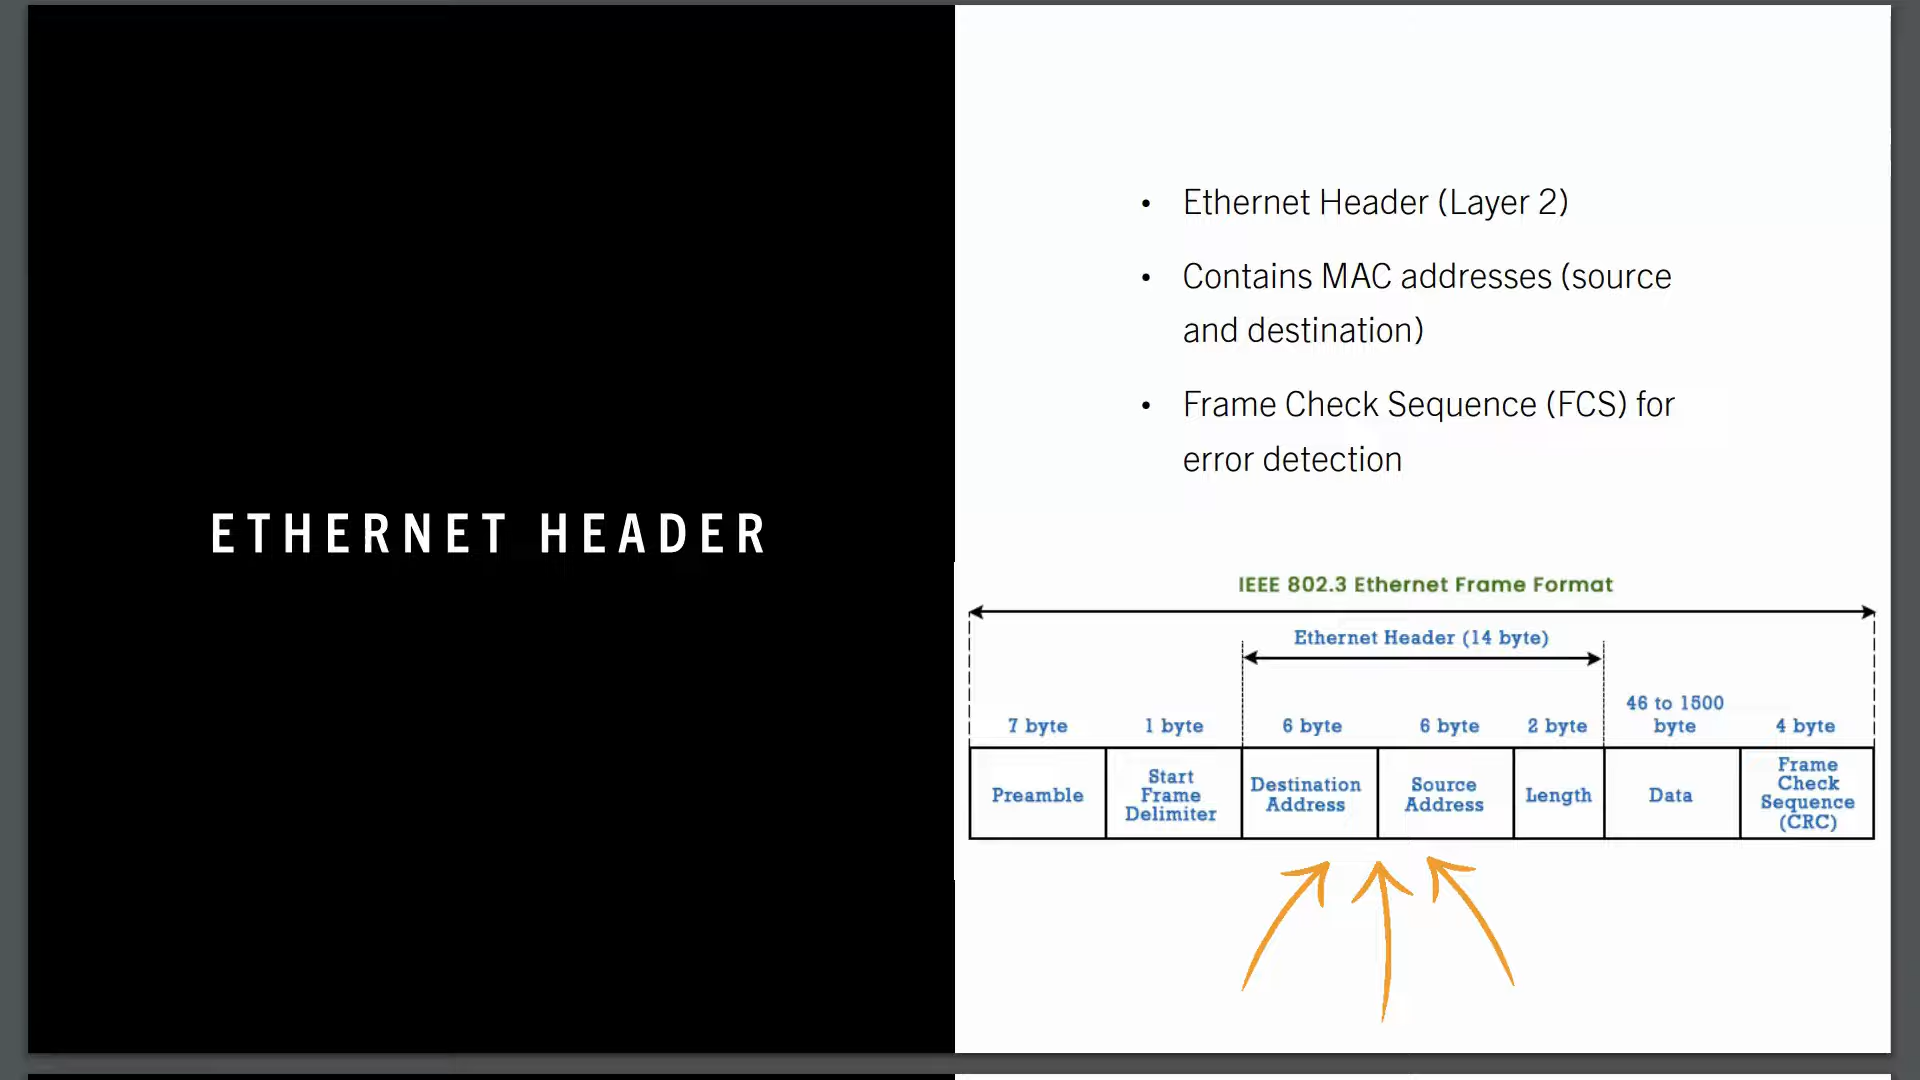 ETHERNET HEADER
• Ethernet Header (Layer 2)
• Contains MAC addresses (source
and destination)
• Frame Check Sequence (FCS) for
error detection
IEEE 802.3 Ethernet Frame Format
Ethernet Header (14 byte)
7 byte
1 byte
6 byte
6 byte
2 byte
46 to 1500
byte
4 byte
Preamble
Start
Frame
Delimiter
Destination
Address
Source
Address
Length
Data
Frame
Check
Sequence
(CRC)